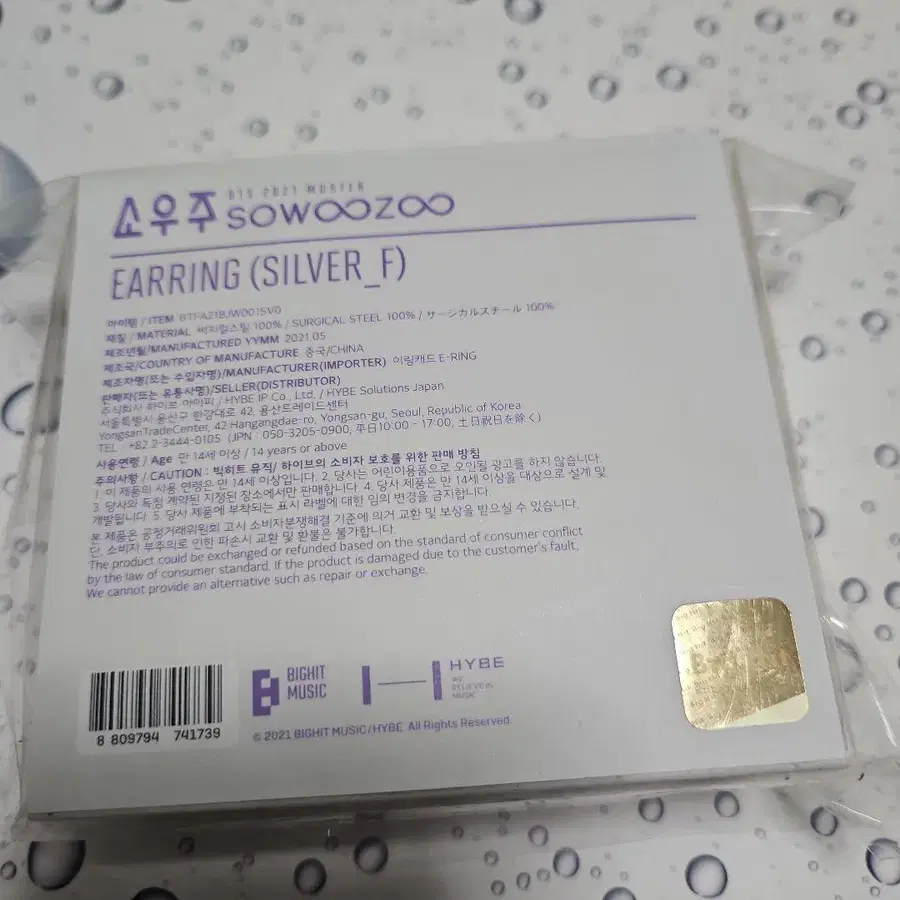 쇼우주 BTS 2021 MUSTER
SOWOOZOO
EARRING (SILVER_F)
아이템 / ITEM BTFA21BJW001SV0
재질 / MATERIAL 써지컬스틸 100% / SURGICAL STEEL 100% / サージカルスチール 100%
제조년월/MANUFACTURED YYMM 2021.05
제조국/COUNTRY OF MANUFACTURE 중국/CHINA
제조자명(또는 수입자명)/MANUFACTURER(IMPORTER) 이링캐드 E-RING
판매자(또는 유통사명)/SELLER(DISTRIBUTOR)
주식회사 하이브 아이피 / HYBE IP Co., Ltd. / HYBE Solutions Japan
서울특별시 용산구 한강대로 42, 용산트레이드센터
YongsanTradeCenter, 42 Hangangdae-ro, Yongsan-gu, Seoul, Republic of Korea
TEL +82 2-3444-0105 (JPN : 050-3205-0900, 平日10:00 - 17:00, 土日祝日を除く)
사용연령 / Age 만 14세 이상 / 14 years or above
주의사항 / CAUTION : 빅히트 뮤직/ 하이브의 소비자 보호를 위한 판매 방침
1. 이 제품의 사용 연령은 만 14세 이상입니다. 2. 당사는 어린이용품으로 오인될 광고를 하지 않습니다.
3. 당사와 독점 계약된 지정된 장소에서만 판매합니다. 4. 당사 제품은 만 14세 이상을 대상으로 설계 및
개발됩니다. 5. 당사 제품에 부착되는 표시 라벨에 대한 임의 변경을 금지합니다.
본 제품은 공정거래위원회 고시 소비자분쟁해결 기준에 의거 교환 및 보상을 받으실 수 있습니다.
단, 소비자 부주의로 인한 파손시 교환 및 환불은 불가합니다.
The product could be exchanged or refunded based on the standard of consumer conflict
by the law of consumer standard. If the product is damaged due to the customer's fault,
We cannot provide an alternative such as repair or exchange.
8 809794 741739
BIGHIT
MUSIC
HYBE
WE
BELIEVE IN
MUSIC
© 2021 BIGHIT MUSIC/HYBE. All Rights Reserved.